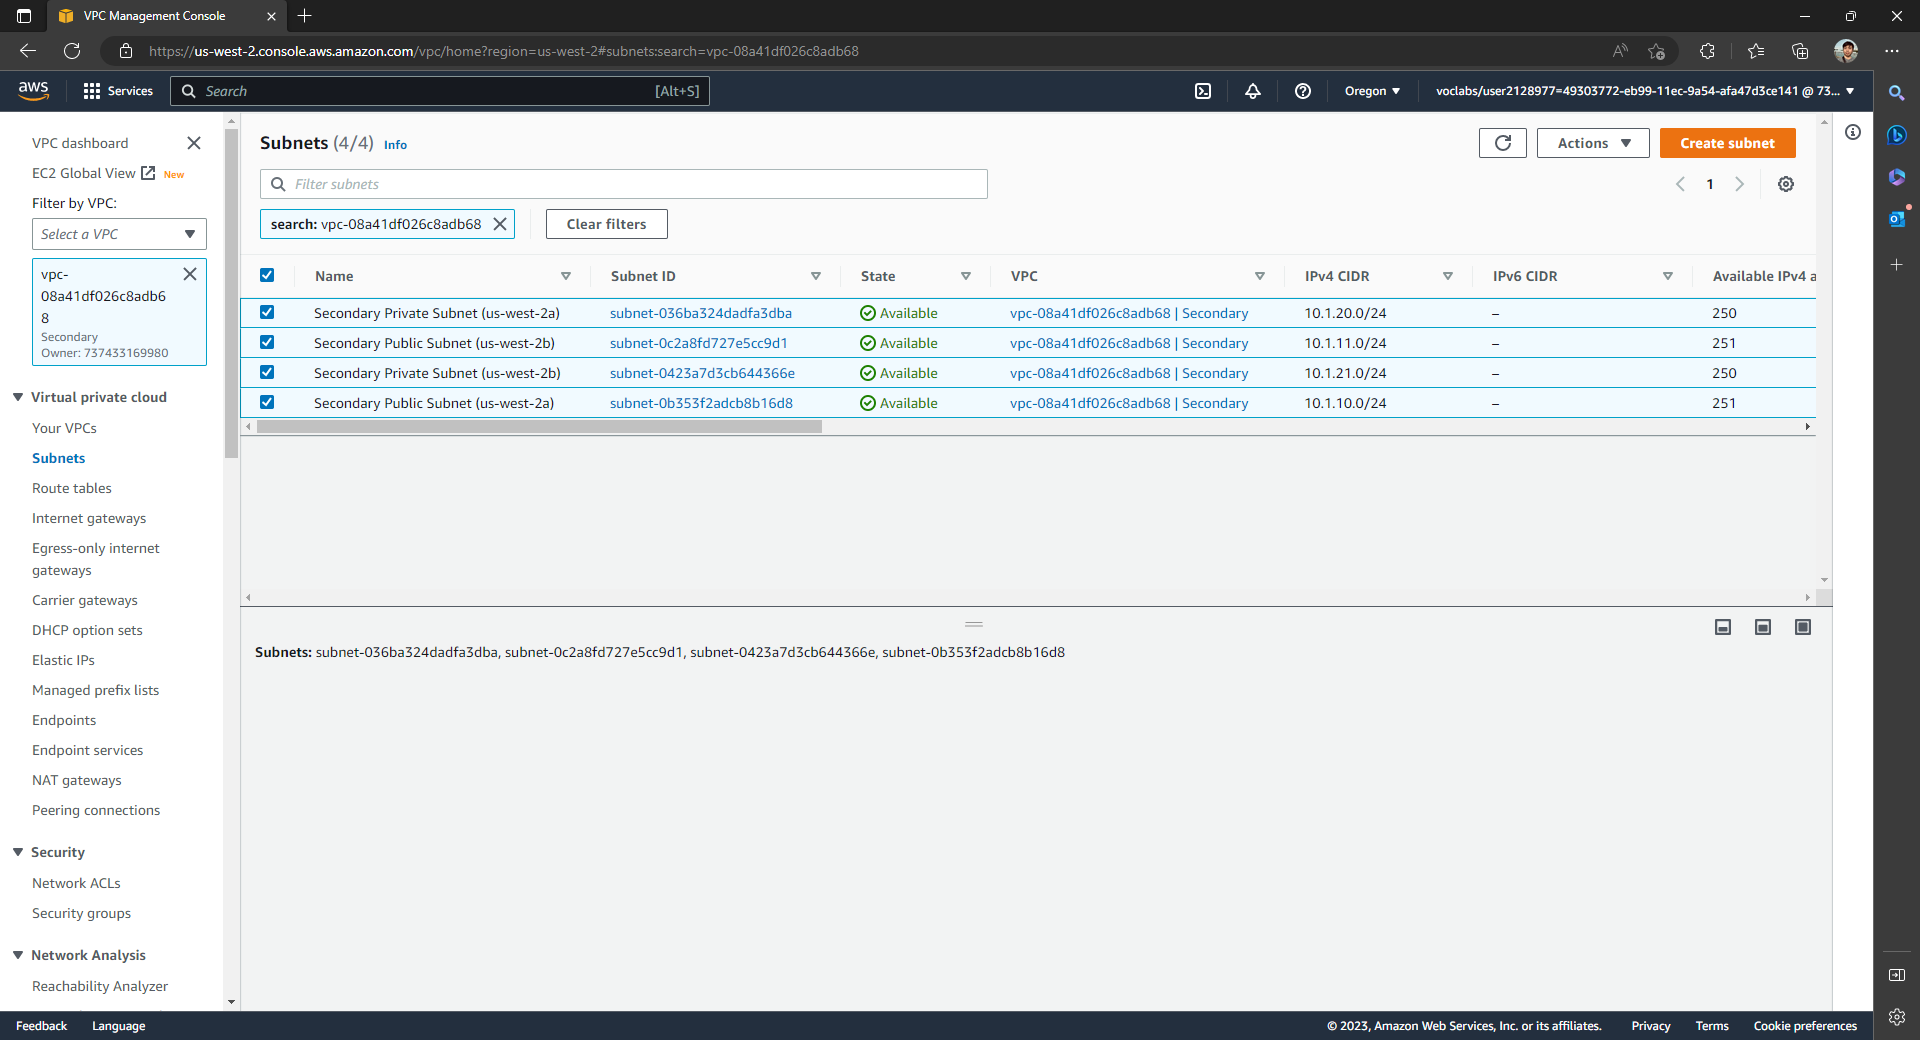 VPC Management Console
https://us-west-2.console.aws.amazon.com/vpc/home?region=us-west-2#subnets:search=vpc-08a41df026c8adb68
aws
Services
Search
[Alt+S]
Oregon
voclabs/user2128977=49303772-eb99-11ec-9a54-afa47d3ce141 @ 73...
VPC dashboard
EC2 Global View New
Filter by VPC:
Select a VPC
vpc-
08a41df026c8adb6
8
Secondary
Owner: 737433169980
Virtual private cloud
Your VPCs
Subnets
Route tables
Internet gateways
Egress-only internet
gateways
Carrier gateways
DHCP option sets
Elastic IPs
Managed prefix lists
Endpoints
Endpoint services
NAT gateways
Peering connections
Security
Network ACLs
Security groups
Network Analysis
Reachability Analyzer
Subnets (4/4) Info
Actions
Create subnet
Filter subnets
1
search: vpc-08a41df026c8adb68
Clear filters
Name Subnet ID State VPC IPv4 CIDR IPv6 CIDR Available IPv4 a
Secondary Private Subnet (us-west-2a) subnet-036ba324dadfa3dba Available vpc-08a41df026c8adb68 | Secondary 10.1.20.0/24 – 250
Secondary Public Subnet (us-west-2b) subnet-0c2a8fd727e5cc9d1 Available vpc-08a41df026c8adb68 | Secondary 10.1.11.0/24 – 251
Secondary Private Subnet (us-west-2b) subnet-0423a7d3cb644366e Available vpc-08a41df026c8adb68 | Secondary 10.1.21.0/24 – 250
Secondary Public Subnet (us-west-2a) subnet-0b353f2adcb8b16d8 Available vpc-08a41df026c8adb68 | Secondary 10.1.10.0/24 – 251
Subnets: subnet-036ba324dadfa3dba, subnet-0c2a8fd727e5cc9d1, subnet-0423a7d3cb644366e, subnet-0b353f2adcb8b16d8
Feedback
Language
© 2023, Amazon Web Services, Inc. or its affiliates.
Privacy
Terms
Cookie preferences